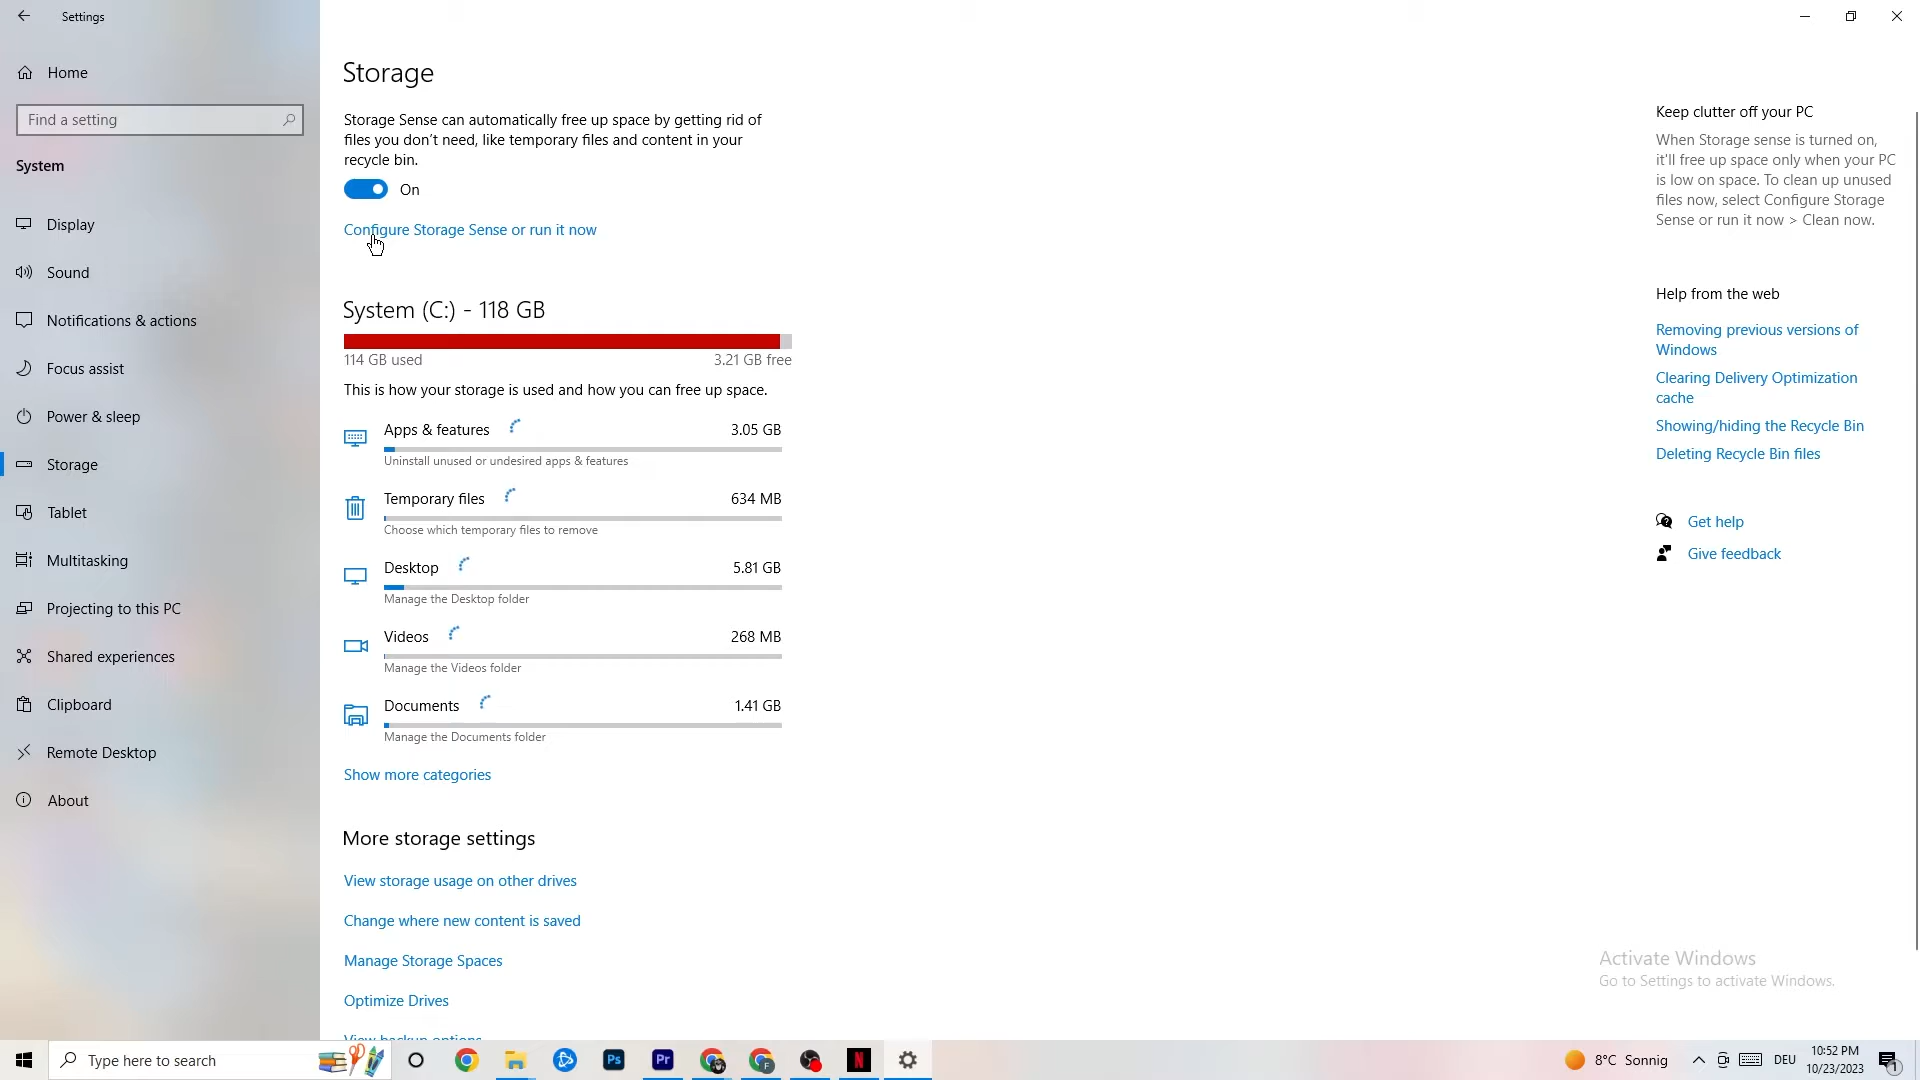 Settings
Home
Find a setting
System
Display
Sound
Notifications & actions
Focus assist
Power & sleep
Storage
Tablet
Multitasking
Projecting to this PC
Shared experiences
Clipboard
Remote Desktop
About
Storage
Storage Sense can automatically free up space by getting rid of
files you don't need, like temporary files and content in your
recycle bin.
On
Configure Storage Sense or run it now
System (C:) - 118 GB
114 GB used 3.21 GB free
This is how your storage is used and how you can free up space.
Apps & features 3.05 GB
Uninstall unused or undesired apps & features
Temporary files 634 MB
Choose which temporary files to remove
Desktop 5.81 GB
Manage the Desktop folder
Videos 268 MB
Manage the Videos folder
Documents 1.41 GB
Manage the Documents folder
Show more categories
More storage settings
View storage usage on other drives
Change where new content is saved
Manage Storage Spaces
Optimize Drives
View backup options
Keep clutter off your PC
When Storage sense is turned on,
it'll free up space only when your PC
is low on space. To clean up unused
files now, select Configure Storage
Sense or run it now > Clean now.
Help from the web
Removing previous versions of
Windows
Clearing Delivery Optimization
cache
Showing/hiding the Recycle Bin
Deleting Recycle Bin files
Get help
Give feedback
Activate Windows
Go to Settings to activate Windows.
Type here to search
Ps
Pr
F
N
8°C Sonnig
DEU
10:52 PM
10/23/2023
1